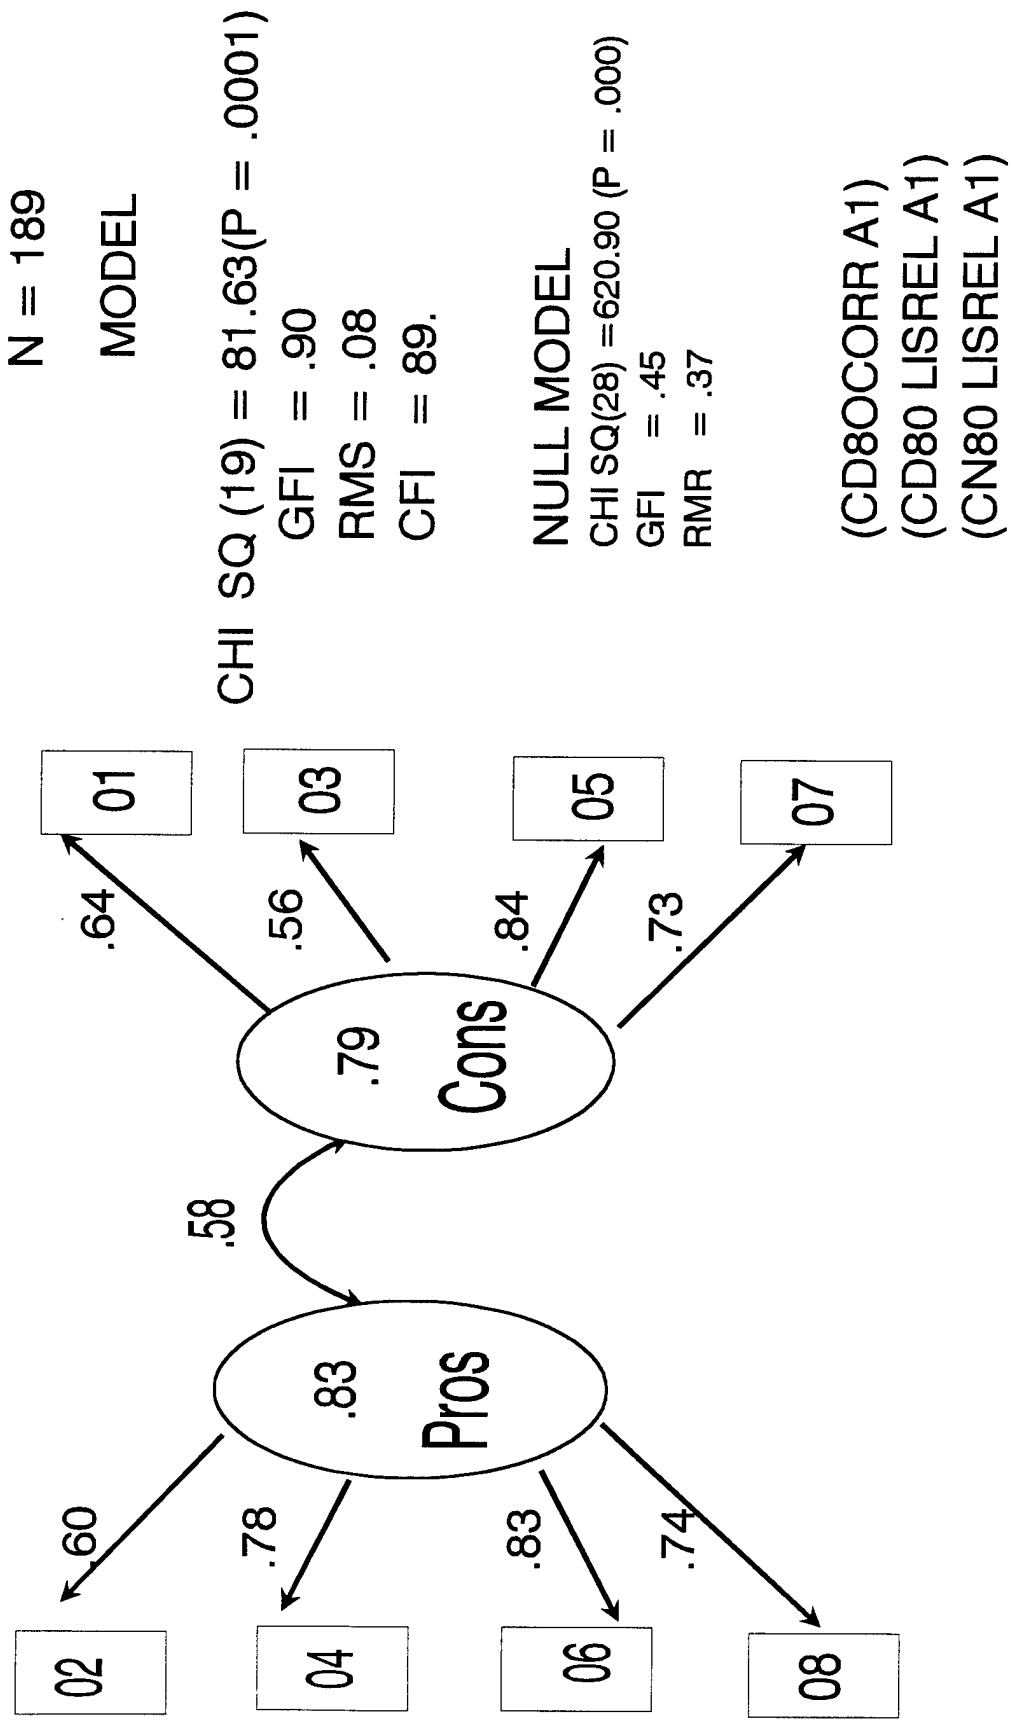 N = 189
MODEL
CHI SQ (19) = 81.63(P = .0001)
GFI = .90
RMS = .08
CFI = 89.
NULL MODEL
CHI SQ(28) =620.90 (P = .000)
GFI = .45
RMR = .37
(CD8OCORR A1)
(CD80 LISREL A1)
(CN80 LISREL A1)
02
.60
04
.78
06
.83
08
.74
.83
Pros
.58
.79
Cons
.64
01
.56
03
.84
05
.73
07